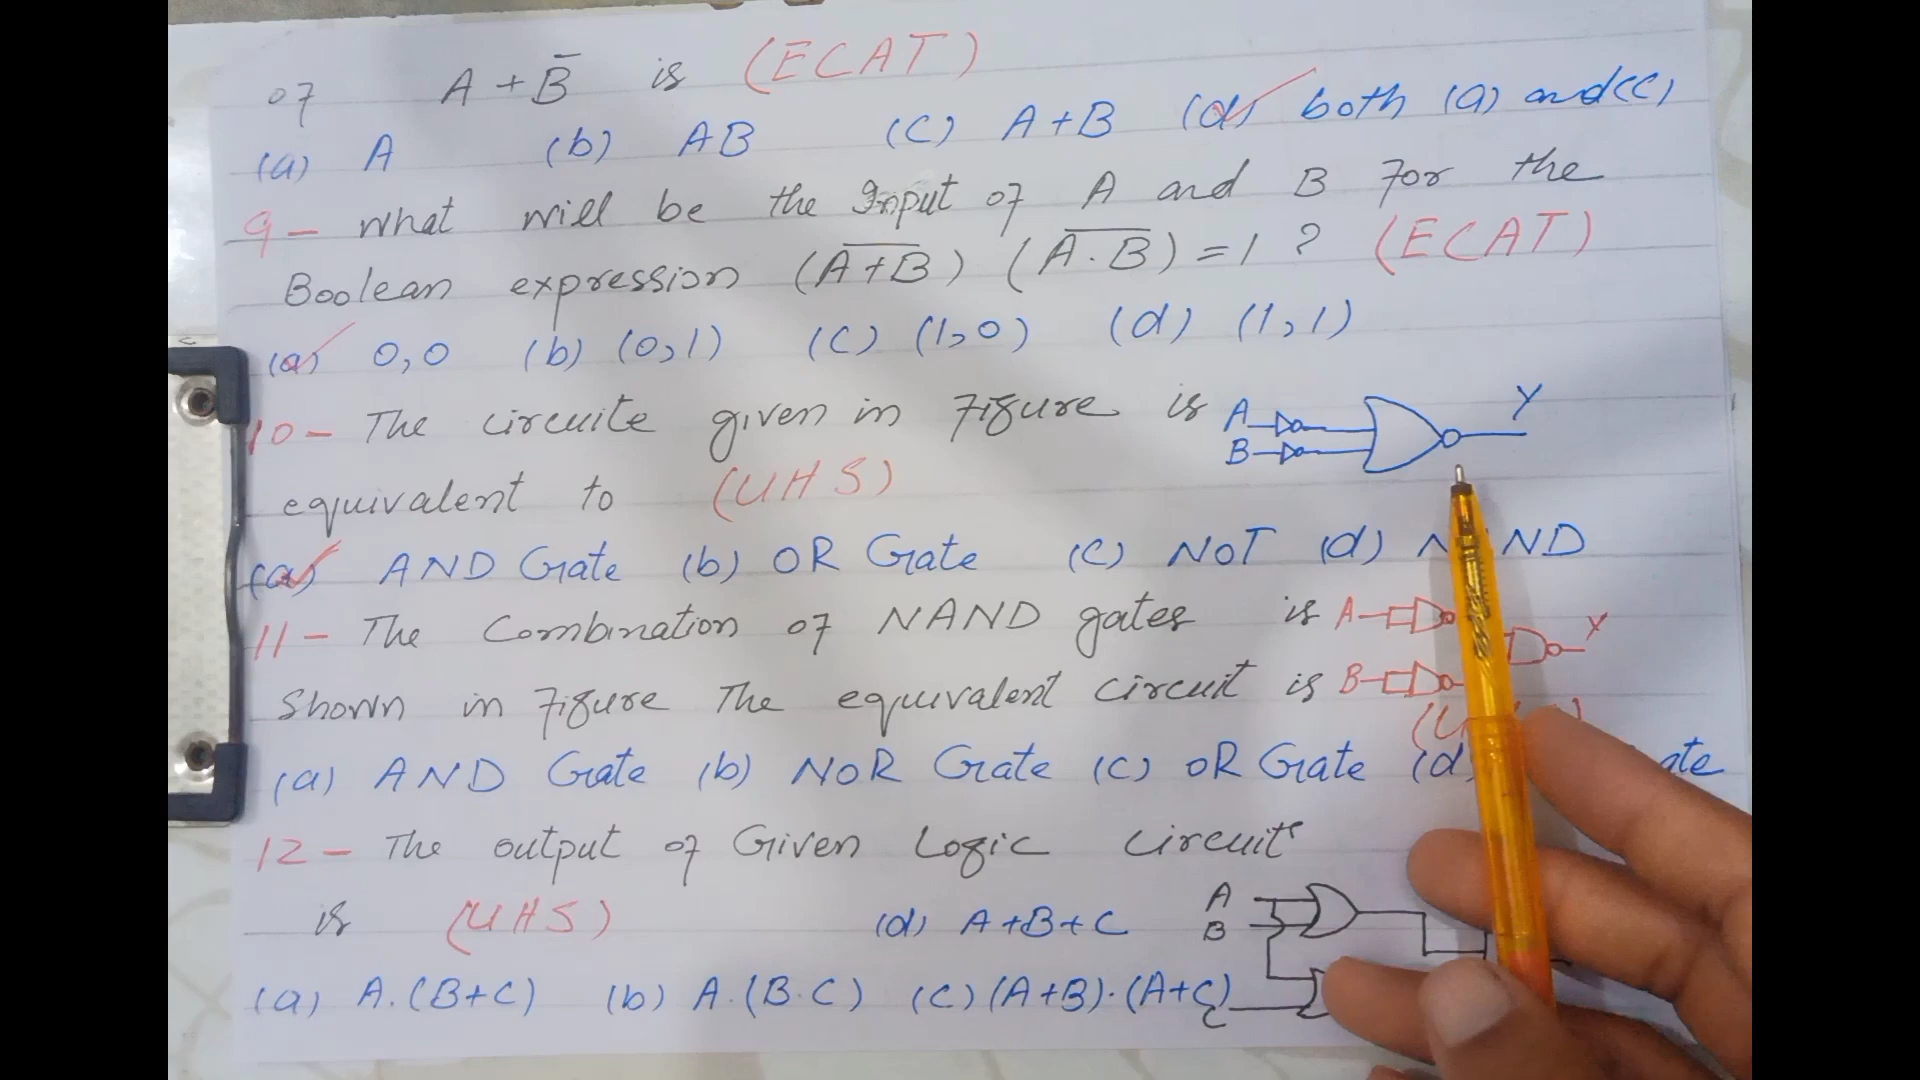 of A + B̅ is (ECAT)
(a) A (b) AB (c) A+B (d) both (a) and (c)
9- What will be the Input of A and B for the
Boolean expression (A̅+̅B̅) (A̅.̅B̅) = 1 ? (ECAT)
(a) 0,0 (b) (0,1) (c) (1,0) (d) (1,1)
10- The circuite given in Figure is A B Y
equivalent to (UHS)
(a) AND Gate (b) OR Gate (c) NOT (d) NAND
11- The Combination of NAND gates is A Y
Shown in Figure The equivalent circuit is B
(a) AND Gate (b) NOR Gate (c) OR Gate (d)
12- The output of Given Logic circuit
is (UHS) (d) A+B+C A B
(a) A.(B+C) (b) A.(B.C) (c) (A+B).(A+C) C